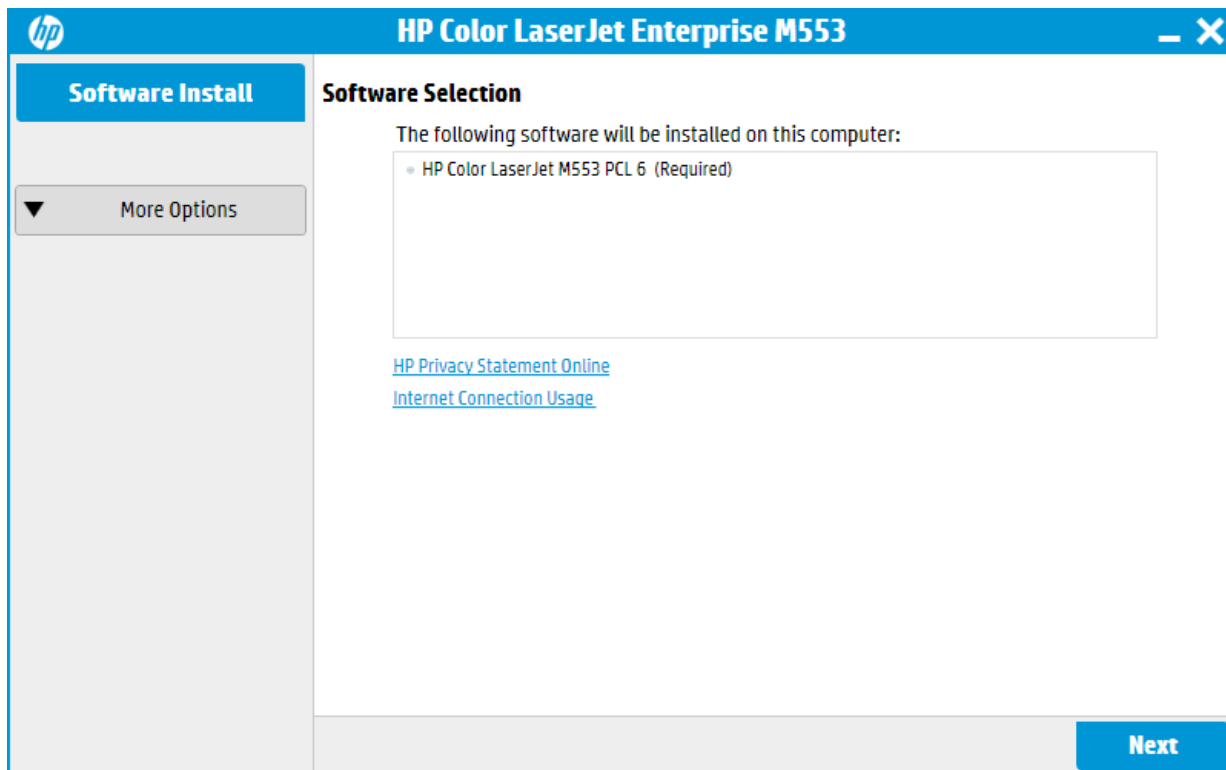 hp
HP Color LaserJet Enterprise M553
Software Install
More Options
Software Selection
The following software will be installed on this computer:
HP Color LaserJet M553 PCL 6 (Required)
HP Privacy Statement Online
Internet Connection Usage
Next